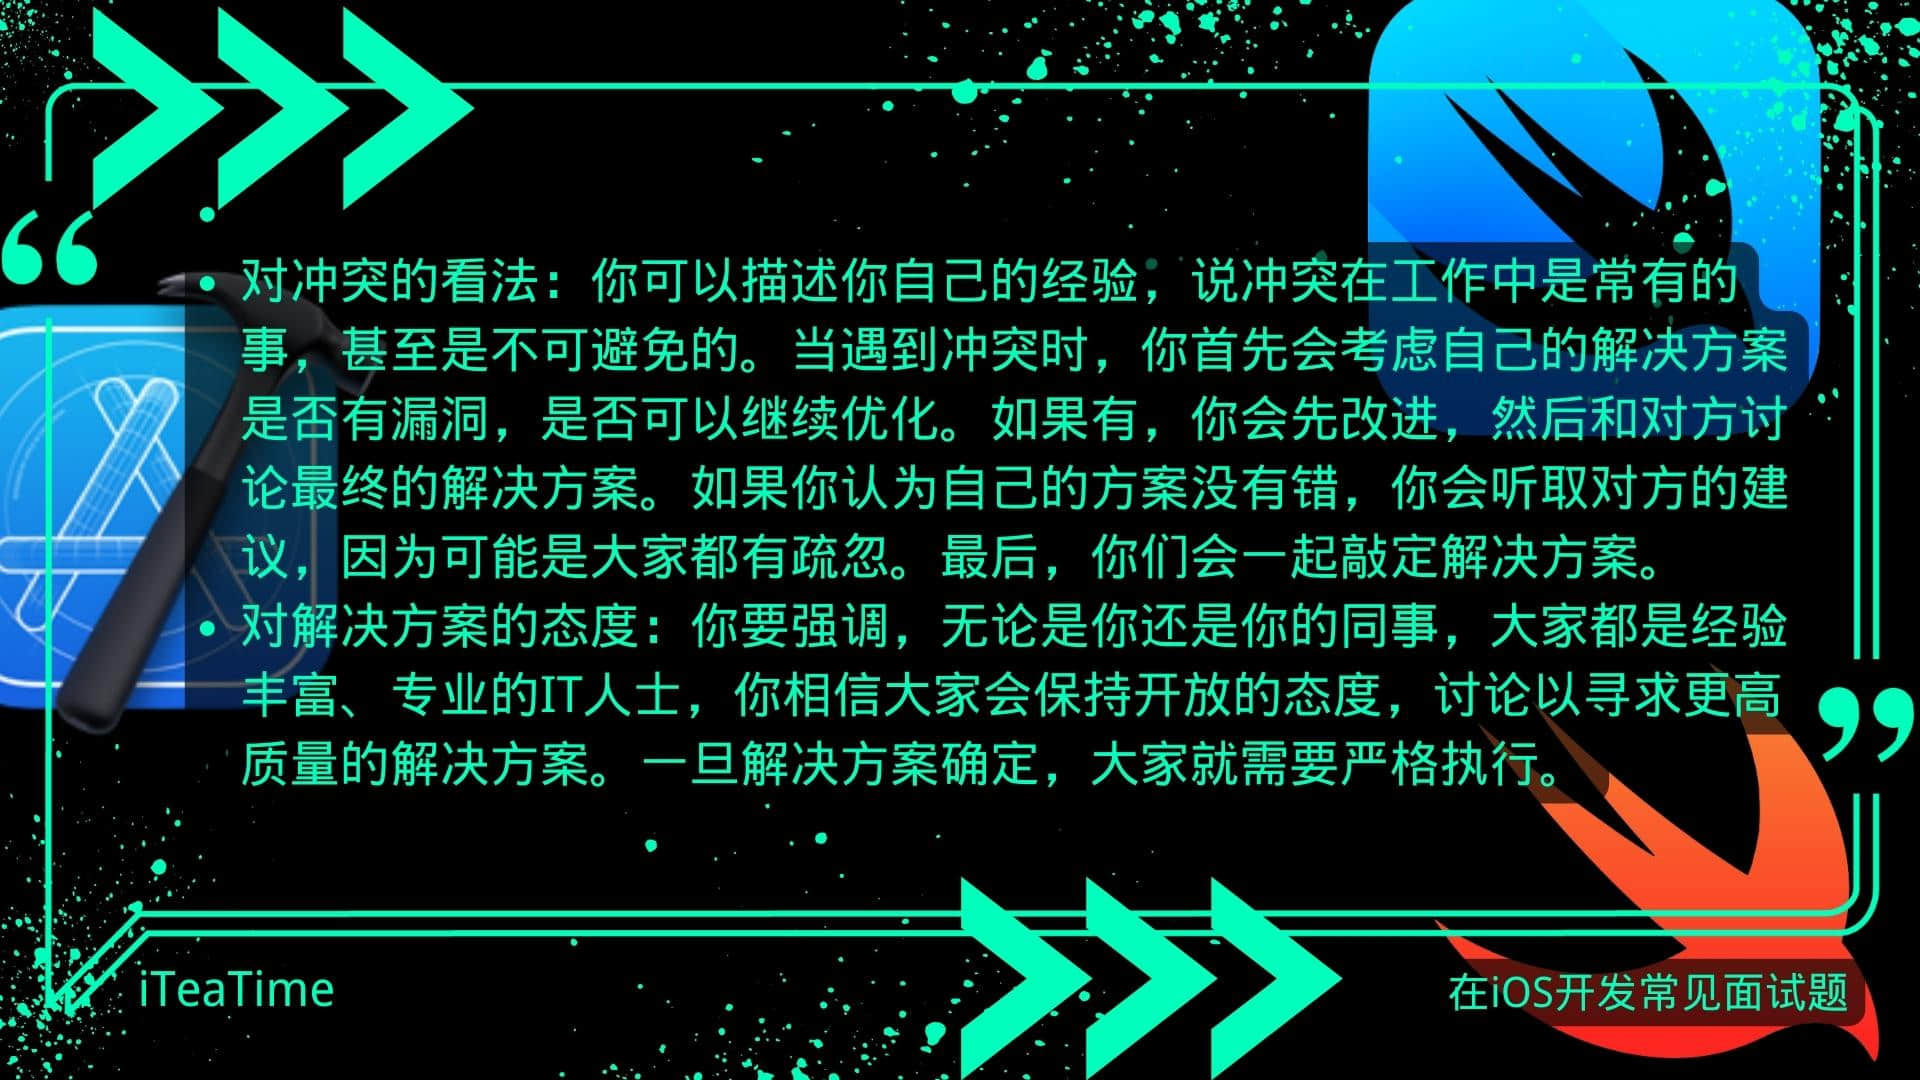 • 对冲突的看法：你可以描述你自己的经验，说冲突在工作中是常有的
事，甚至是不可避免的。当遇到冲突时，你首先会考虑自己的解决方案
是否有漏洞，是否可以继续优化。如果有，你会先改进，然后和对方讨
论最终的解决方案。如果你认为自己的方案没有错，你会听取对方的建
议，因为可能是大家都有疏忽。最后，你们会一起敲定解决方案。
• 对解决方案的态度：你要强调，无论是你还是你的同事，大家都是经验
丰富、专业的IT人士，你相信大家会保持开放的态度，讨论以寻求更高
质量的解决方案。一旦解决方案确定，大家就需要严格执行。
iTeaTime
在iOS开发常见面试题